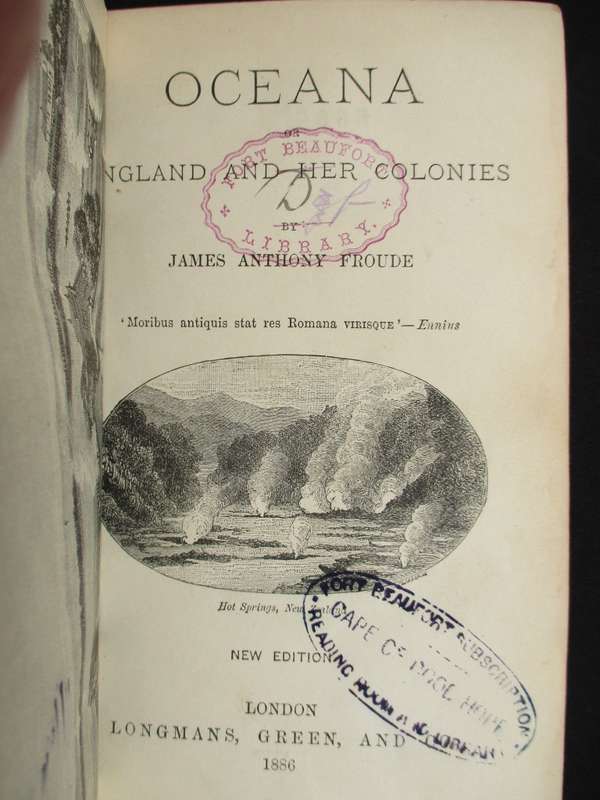 OCEANA
OR
NGLAND AND HER COLONIES
BY
JAMES ANTHONY FROUDE
FORT BEAUFORT
LIBRARY.
'Moribus antiquis stat res Romana VIRISQUE'—Ennius
Hot Springs, New Zealand
FORT BEAUFORT SUBSCRIPTION
CAPE OF GOOD HOPE
READING ROOM AND LIBRARY
NEW EDITION
LONDON
LONGMANS, GREEN, AND
1886